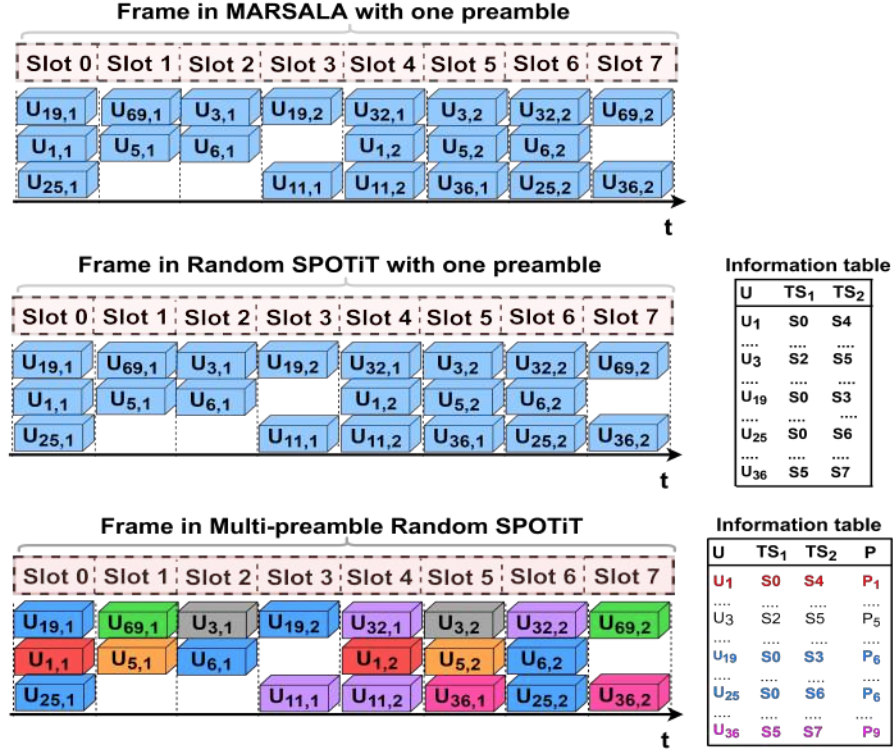 Frame in MARSALA with one preamble
Slot 0 Slot 1 Slot 2 Slot 3 Slot 4 Slot 5 Slot 6 Slot 7
U19,1 U69,1 U3,1 U19,2 U32,1 U3,2 U32,2 U69,2
U1,1 U5,1 U6,1 U1,2 U5,2 U6,2
U25,1 U11,1 U11,2 U36,1 U25,2 U36,2
t
Frame in Random SPOTiT with one preamble
Slot 0 Slot 1 Slot 2 Slot 3 Slot 4 Slot 5 Slot 6 Slot 7
U19,1 U69,1 U3,1 U19,2 U32,1 U3,2 U32,2 U69,2
U1,1 U5,1 U6,1 U1,2 U5,2 U6,2
U25,1 U11,1 U11,2 U36,1 U25,2 U36,2
t
Information table
U TS1 TS2
U1 S0 S4
.... .... ....
U3 S2 S5
.... .... ....
U19 S0 S3
.... .... ....
U25 S0 S6
.... .... ....
U36 S5 S7
Frame in Multi-preamble Random SPOTiT
Slot 0 Slot 1 Slot 2 Slot 3 Slot 4 Slot 5 Slot 6 Slot 7
U19,1 U69,1 U3,1 U19,2 U32,1 U3,2 U32,2 U69,2
U1,1 U5,1 U6,1 U1,2 U5,2 U6,2
U25,1 U11,1 U11,2 U36,1 U25,2 U36,2
t
Information table
U TS1 TS2 P
U1 S0 S4 P1
.... .... .... ....
U3 S2 S5 P5
.... .... .... ....
U19 S0 S3 P6
.... .... .... ....
U25 S0 S6 P6
.... .... .... ....
U36 S5 S7 P9